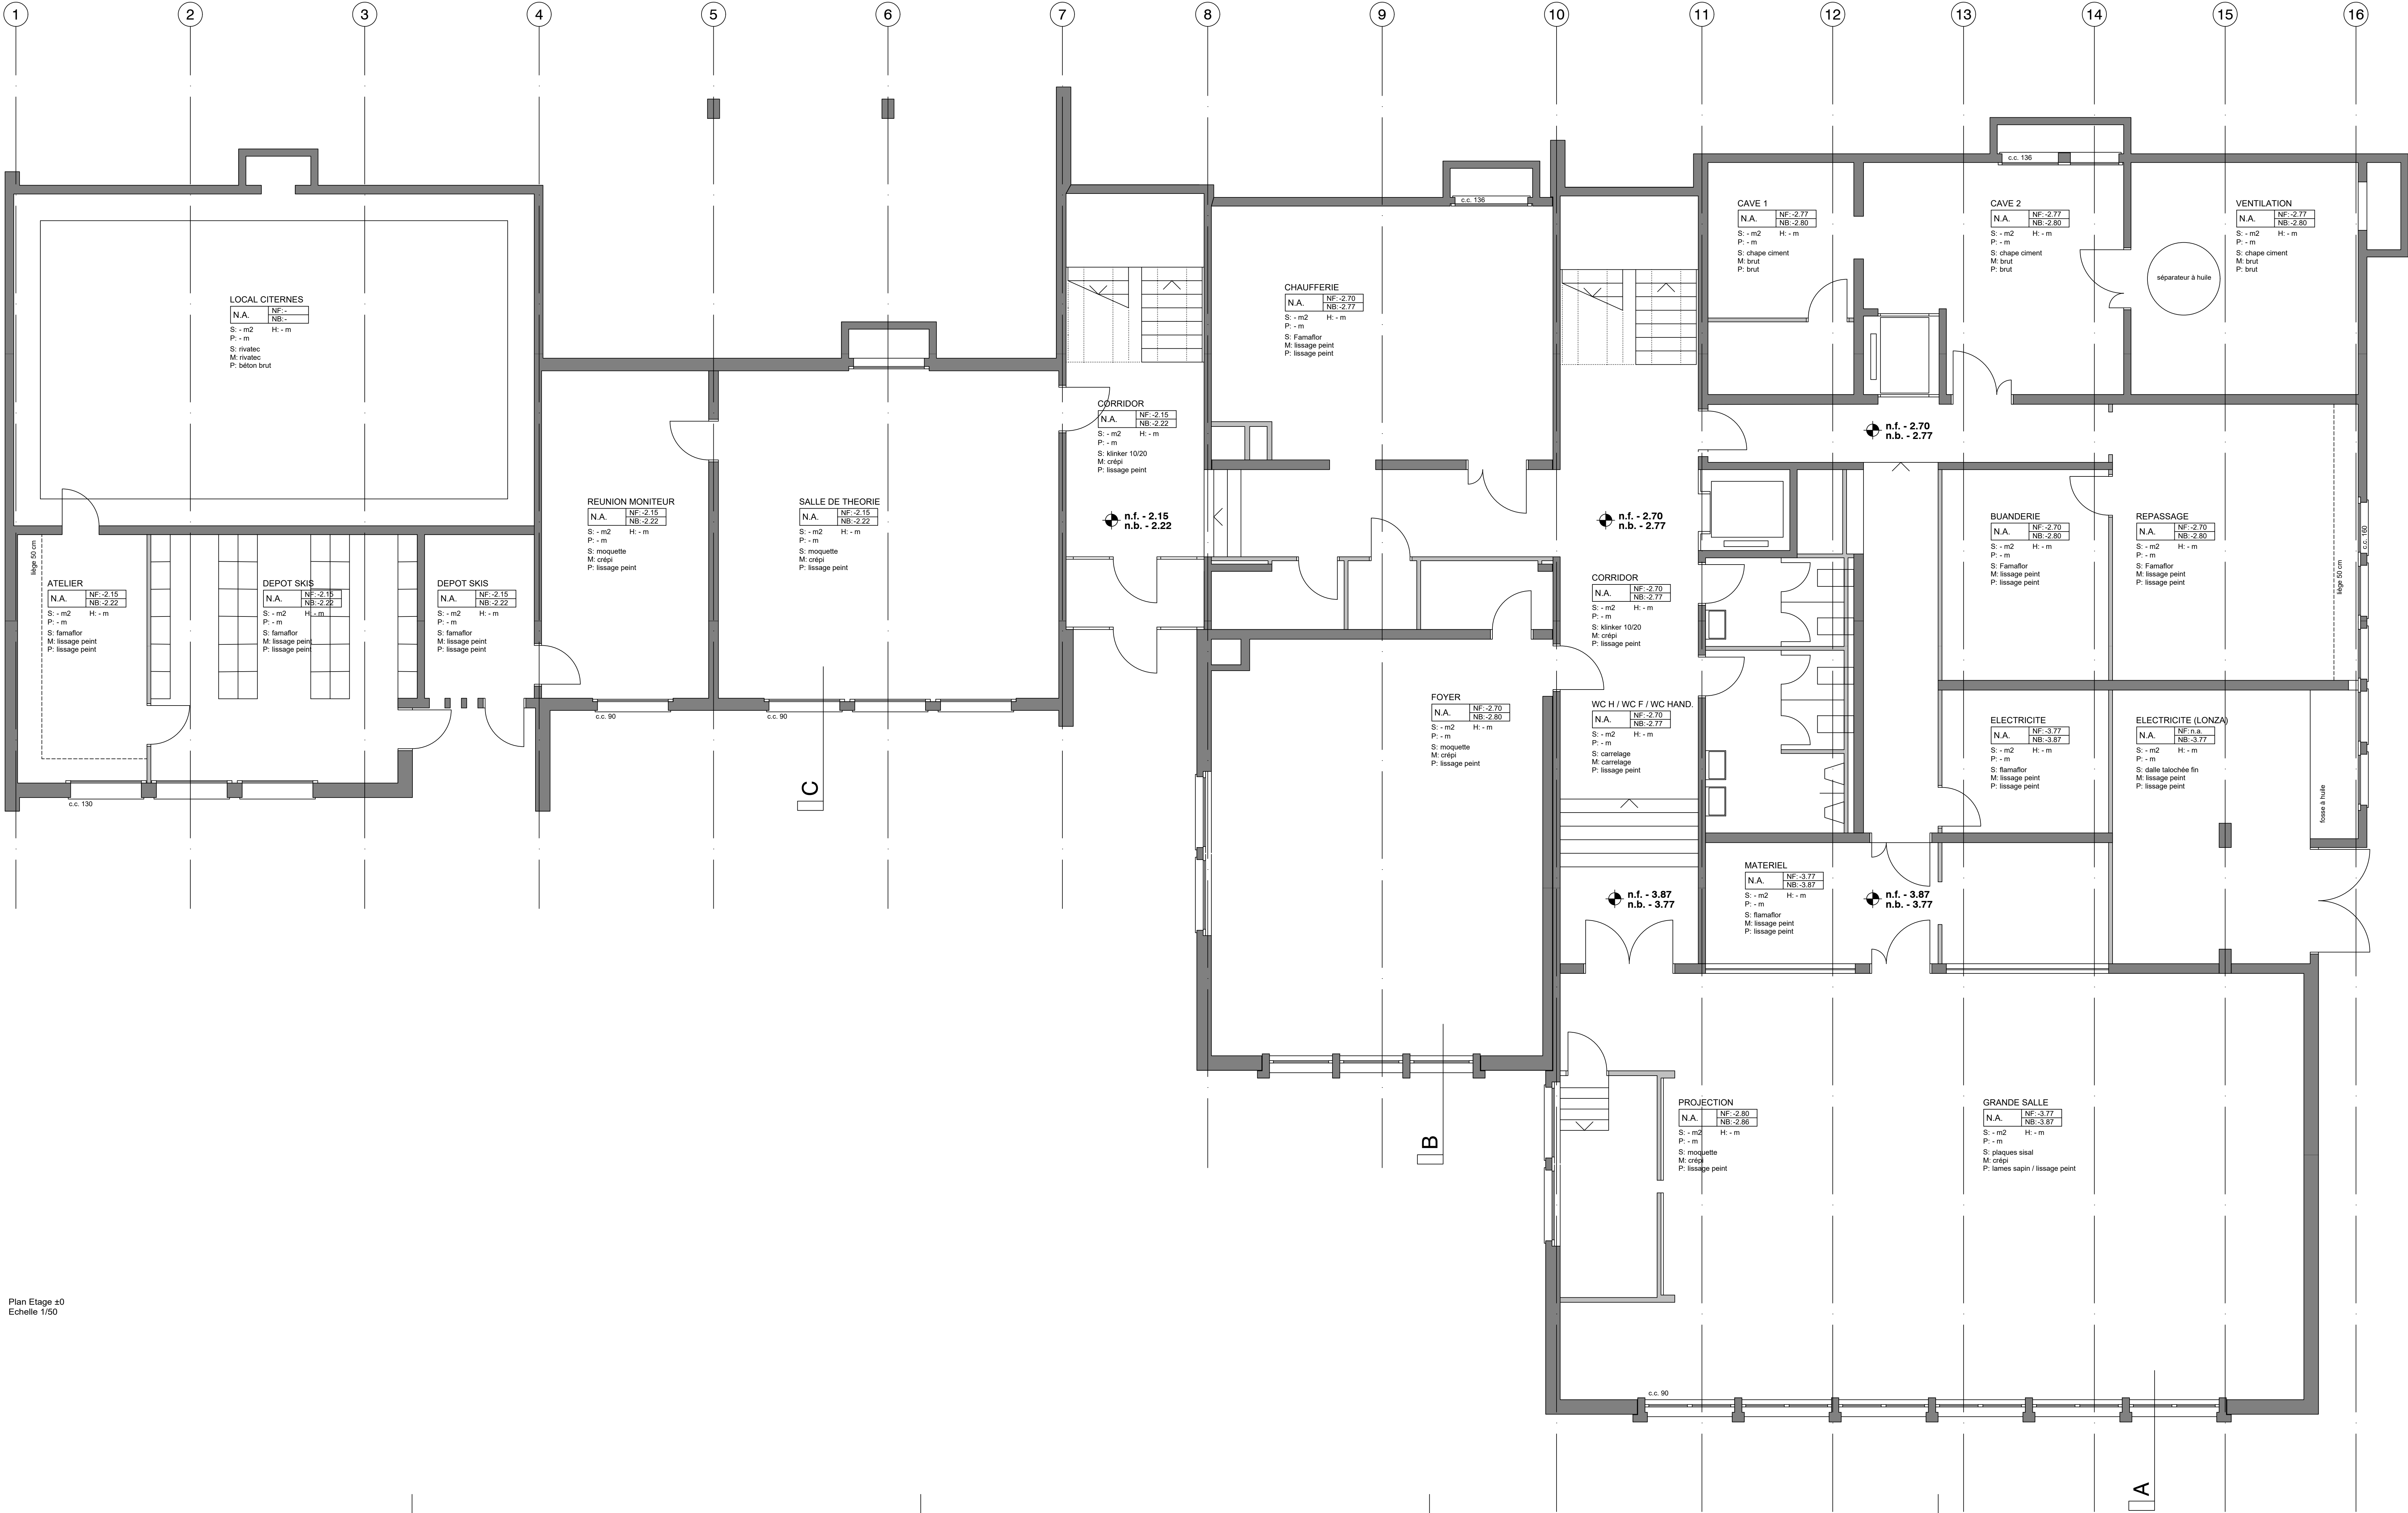 1
2
3
4
5
6
7
8
9
10
11
12
13
14
15
16
LOCAL CITERNES
N.A.
NF: -
NB: -
S: - m2 H: - m
P: - m
S: rivatec
M: rivatec
P: béton brut
liège 50 cm
ATELIER
N.A.
NF: -2.15
NB: -2.22
S: - m2 H: - m
P: - m
S: famaflor
M: lissage peint
P: lissage peint
DEPOT SKIS
N.A.
NF: -2.15
NB: -2.22
S: - m2 H: - m
P: - m
S: famaflor
M: lissage peint
P: lissage peint
DEPOT SKIS
N.A.
NF: -2.15
NB: -2.22
S: - m2 H: - m
P: - m
S: famaflor
M: lissage peint
P: lissage peint
c.c. 130
REUNION MONITEUR
N.A.
NF: -2.15
NB: -2.22
S: - m2 H: - m
P: - m
S: moquette
M: crépi
P: lissage peint
c.c. 90
SALLE DE THEORIE
N.A.
NF: -2.15
NB: -2.22
S: - m2 H: - m
P: - m
S: moquette
M: crépi
P: lissage peint
c.c. 90
C
CORRIDOR
N.A.
NF: -2.15
NB: -2.22
S: - m2 H: - m
P: - m
S: klinker 10/20
M: crépi
P: lissage peint
n.f. - 2.15
n.b. - 2.22
c.c. 136
CHAUFFERIE
N.A.
NF: -2.70
NB: -2.77
S: - m2 H: - m
P: - m
S: Famaflor
M: lissage peint
P: lissage peint
FOYER
N.A.
NF: -2.70
NB: -2.80
S: - m2 H: - m
P: - m
S: moquette
M: crépi
P: lissage peint
B
n.f. - 2.70
n.b. - 2.77
CORRIDOR
N.A.
NF: -2.70
NB: -2.77
S: - m2 H: - m
P: - m
S: klinker 10/20
M: crépi
P: lissage peint
WC H / WC F / WC HAND.
N.A.
NF: -2.70
NB: -2.77
S: - m2 H: - m
P: - m
S: carrelage
M: carrelage
P: lissage peint
n.f. - 3.87
n.b. - 3.77
CAVE 1
N.A.
NF: -2.77
NB: -2.80
S: - m2 H: - m
P: - m
S: chape ciment
M: brut
P: brut
c.c. 136
CAVE 2
N.A.
NF: -2.77
NB: -2.80
S: - m2 H: - m
P: - m
S: chape ciment
M: brut
P: brut
VENTILATION
N.A.
NF: -2.77
NB: -2.80
S: - m2 H: - m
P: - m
S: chape ciment
M: brut
P: brut
séparateur à huile
n.f. - 2.70
n.b. - 2.77
BUANDERIE
N.A.
NF: -2.70
NB: -2.80
S: - m2 H: - m
P: - m
S: Famaflor
M: lissage peint
P: lissage peint
REPASSAGE
N.A.
NF: -2.70
NB: -2.80
S: - m2 H: - m
P: - m
S: Famaflor
M: lissage peint
P: lissage peint
liège 50 cm
c.c. 160
ELECTRICITE
N.A.
NF: -3.77
NB: -3.87
S: - m2 H: - m
P: - m
S: flamaflor
M: lissage peint
P: lissage peint
ELECTRICITE (LONZA)
N.A.
NF: n.a.
NB: -3.77
S: - m2 H: - m
P: - m
S: dalle talochée fin
M: lissage peint
P: lissage peint
fosse à huile
MATERIEL
N.A.
NF: -3.77
NB: -3.87
S: - m2 H: - m
P: - m
S: flamaflor
M: lissage peint
P: lissage peint
n.f. - 3.87
n.b. - 3.77
PROJECTION
N.A.
NF: -2.80
NB: -2.86
S: - m2 H: - m
P: - m
S: moquette
M: crépi
P: lissage peint
GRANDE SALLE
N.A.
NF: -3.77
NB: -3.87
S: - m2 H: - m
P: - m
S: plaques sisal
M: crépi
P: lames sapin / lissage peint
c.c. 90
A
Plan Etage ±0
Echelle 1/50